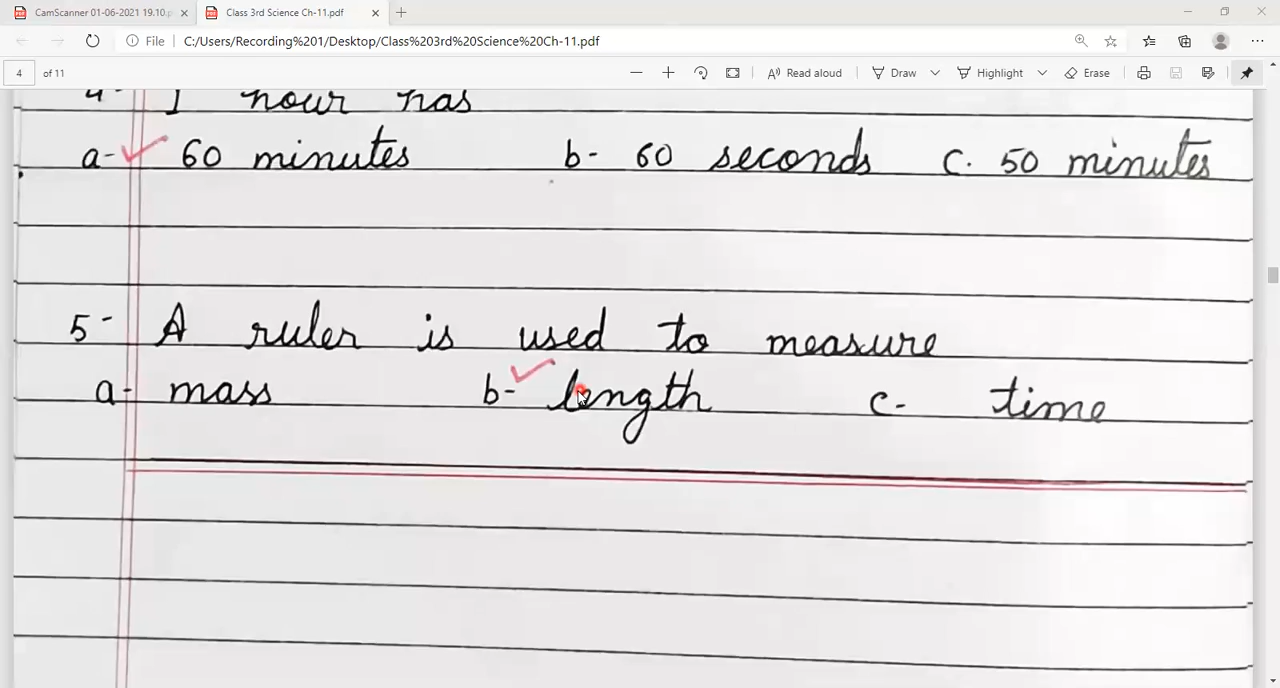 CamScanner 01-06-2021 19.10.p
Class 3rd Science Ch-11.pdf
File C:/Users/Recording%201/Desktop/Class%203rd%20Science%20Ch-11.pdf
4 of 11 Read aloud Draw Highlight Erase
4- 1 hour has
a- 60 minutes b- 60 seconds c. 50 minutes
5- A ruler is used to measure
a- mass b- length c- time